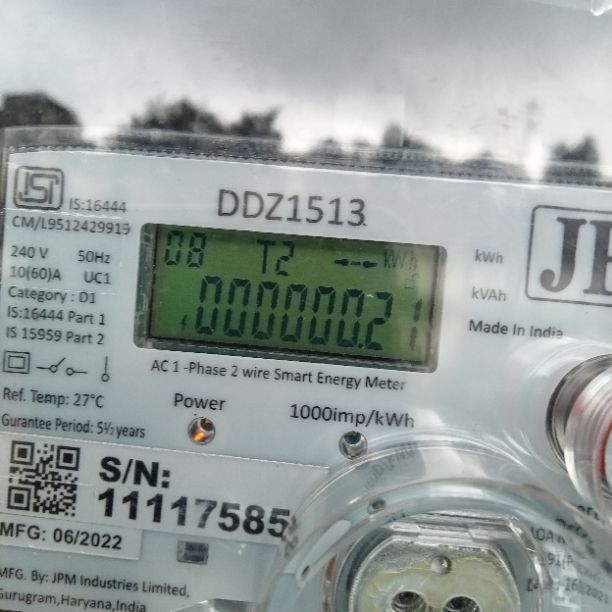 ISI
IS:16444
CM/L9512429919
DDZ1513
240 V 50Hz
10(60)A UC1
Category : D1
IS:16444 Part 1
IS 15959 Part 2
08 T2 kWh
000000.21
kWh
kVAh
Made In India
AC 1 -Phase 2 wire Smart Energy Meter
Ref. Temp: 27°C
Gurantee Period: 5½ years
Power
1000imp/kWh
S/N:
11117585
MFG: 06/2022
MFG. By: JPM Industries Limited,
Gurugram,Haryana,India